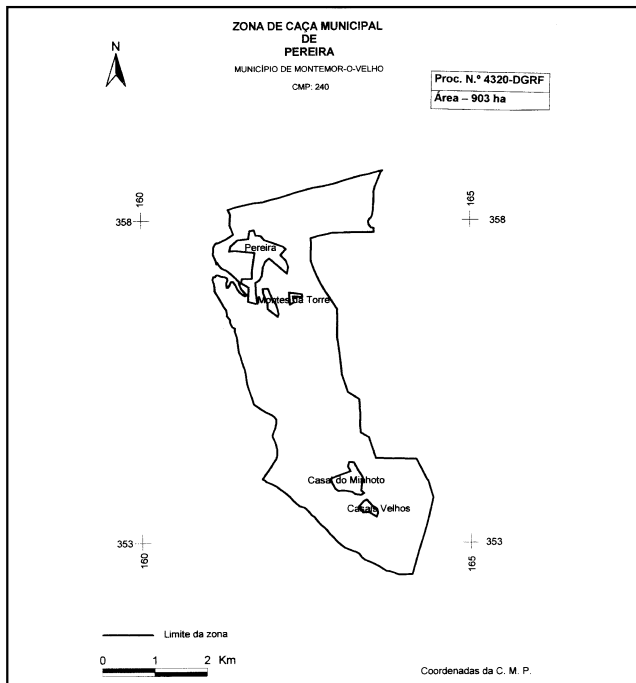 ZONA DE CAÇA MUNICIPAL
DE
PEREIRA
MUNICÍPIO DE MONTEMOR-O-VELHO
CMP: 240
N
Proc. N.º 4320-DGRF
Área – 903 ha
160
165
358
358
Pereira
Montes da Torre
Casal do Minhoto
Casais Velhos
353
353
160
165
Limite da zona
0 1 2 Km
Coordenadas da C. M. P.